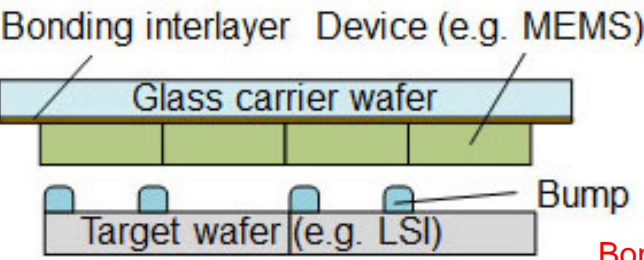 Bonding interlayer Device (e.g. MEMS)
Glass carrier wafer
Bump
Target wafer (e.g. LSI)